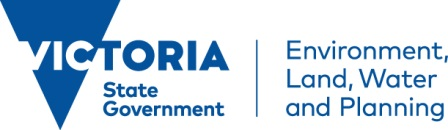 VICTORIA
State
Government
Environment,
Land, Water
and Planning